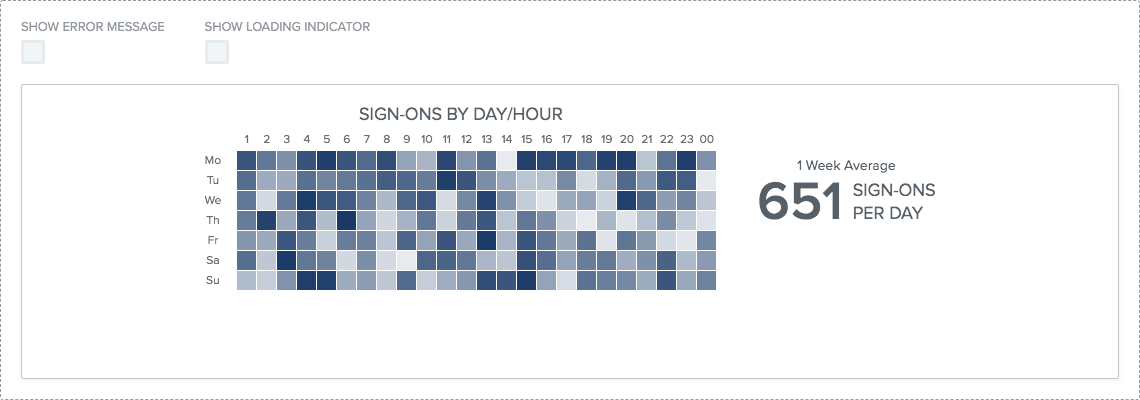 SHOW ERROR MESSAGE SHOW LOADING INDICATOR
SIGN-ONS BY DAY/HOUR
1 2 3 4 5 6 7 8 9 10 11 12 13 14 15 16 17 18 19 20 21 22 23 00
Mo
Tu
We
Th
Fr
Sa
Su
1 Week Average
651 SIGN-ONS
PER DAY